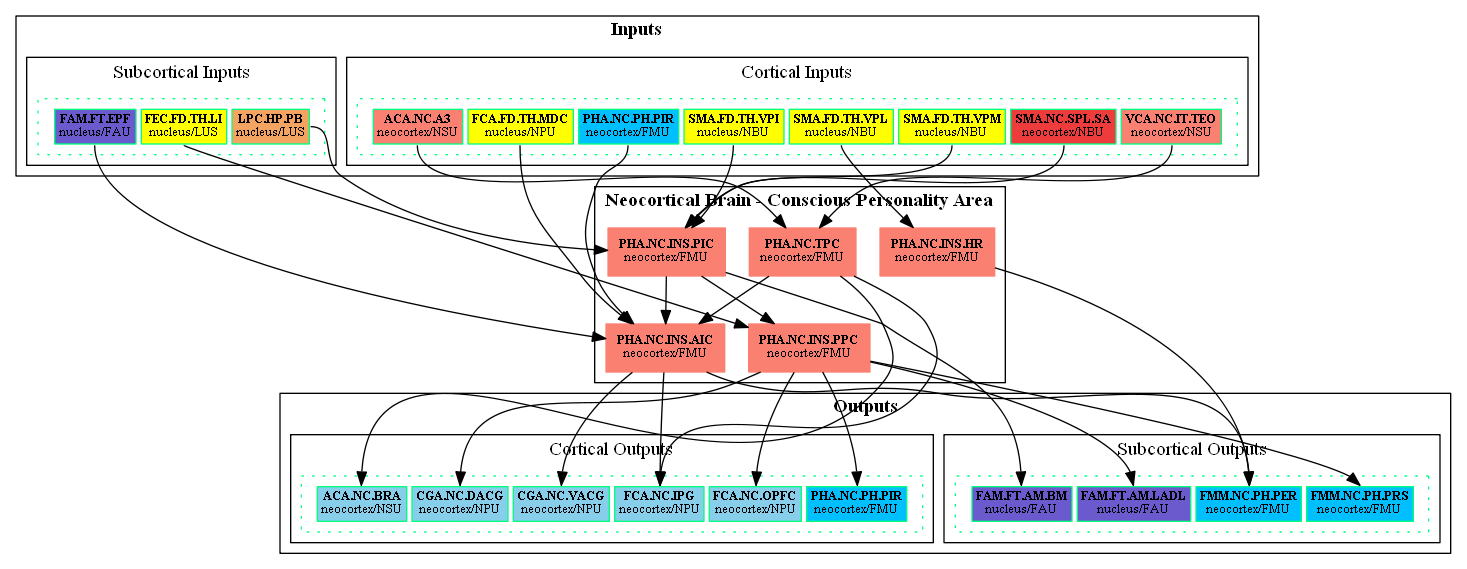 Inputs
Subcortical Inputs
Cortical Inputs
FAM.FT.EPF
nucleus/FAU
FEC.FD.TH.LI
nucleus/LUS
LPC.HP.PB
nucleus/LUS
ACA.NC.A3
neocortex/NSU
FCA.FD.TH.MDC
nucleus/NPU
PHA.NC.PH.PIR
neocortex/FMU
SMA.FD.TH.VPI
nucleus/NBU
SMA.FD.TH.VPL
nucleus/NBU
SMA.FD.TH.VPM
nucleus/NBU
SMA.NC.SPL.SA
neocortex/NBU
VCA.NC.IT.TEO
neocortex/NSU
Neocortical Brain - Conscious Personality Area
PHA.NC.INS.PIC
neocortex/FMU
PHA.NC.TPC
neocortex/FMU
PHA.NC.INS.HR
neocortex/FMU
PHA.NC.INS.AIC
neocortex/FMU
PHA.NC.INS.PPC
neocortex/FMU
Outputs
Cortical Outputs
Subcortical Outputs
ACA.NC.BRA
neocortex/NSU
CGA.NC.DACG
neocortex/NPU
CGA.NC.VACG
neocortex/NPU
FCA.NC.IPG
neocortex/NPU
FCA.NC.OPFC
neocortex/NPU
PHA.NC.PH.PIR
neocortex/FMU
FAM.FT.AM.BM
nucleus/FAU
FAM.FT.AM.LADL
nucleus/FAU
FMM.NC.PH.PER
neocortex/FMU
FMM.NC.PH.PRS
neocortex/FMU